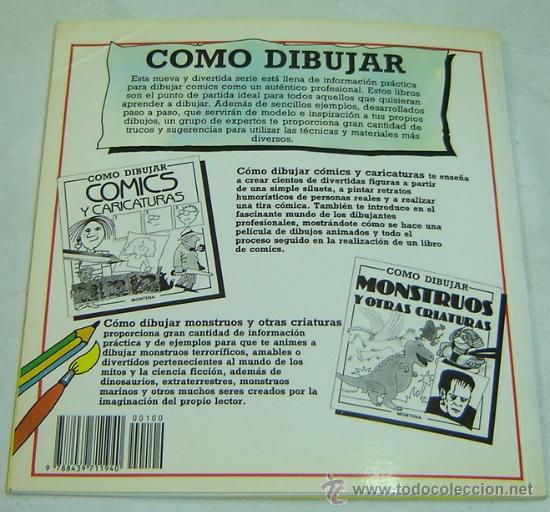 COMO DIBUJAR
Esta nueva y divertida serie está llena de información práctica
para dibujar comics como un auténtico profesional. Estos libros
son el punto de partida ideal para todos aquellos que quisieran
aprender a dibujar. Además de sencillos ejemplos, desarrollados
paso a paso, que servirán de modelo e inspiración a tus propios
dibujos, un grupo de expertos te proporciona gran cantidad de
trucos y sugerencias para utilizar las técnicas y materiales más
diversos.
COMO DIBUJAR
COMICS
Y CARICATURAS
MONTENA
Cómo dibujar cómics y caricaturas te enseña
a crear cientos de divertidas figuras a partir
de una simple silueta, a pintar retratos
humorísticos de personas reales y a realizar
una tira cómica. También te introduce en el
fascinante mundo de los dibujantes
profesionales, mostrándote cómo se hace una
película de dibujos animados y todo el
proceso seguido en la realización de un libro
de comics.
COMO DIBUJAR
MONSTRUOS
Y OTRAS CRIATURAS
MONTENA
Cómo dibujar monstruos y otras criaturas
proporciona gran cantidad de información
práctica y de ejemplos para que te animes a
dibujar monstruos terroríficos, amables o
divertidos pertenecientes al mundo de los
mitos y la ciencia ficción, además de
dinosaurios, extraterrestres, monstruos
marinos y otros muchos seres creados por la
imaginación del propio lector.
00100
9 788439 711940
www.todocoleccion.net